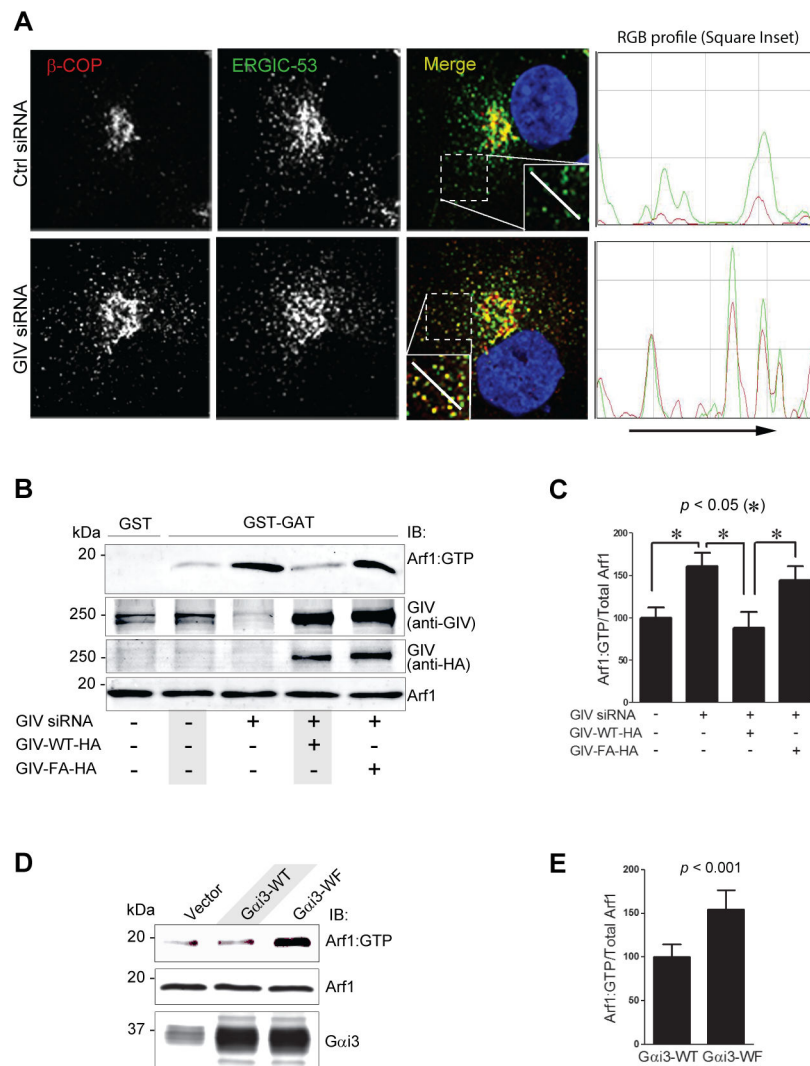 A
RGB profile (Square Inset)
β-COP
ERGIC-53
Merge
Ctrl siRNA
GIV siRNA
B
GST
GST-GAT
kDa
IB:
20
Arf1:GTP
250
GIV
(anti-GIV)
250
GIV
(anti-HA)
20
Arf1
GIV siRNA - - + + +
GIV-WT-HA - - - + -
GIV-FA-HA - - - - +
C
p < 0.05 (*)
* * *
Arf1:GTP/Total Arf1
200
150
100
50
0
GIV siRNA - + + +
GIV-WT-HA - - + -
GIV-FA-HA - - - +
D
Vector
Gαi3-WT
Gαi3-WF
kDa
IB:
20
Arf1:GTP
20
Arf1
37
Gαi3
E
p < 0.001
Arf1:GTP/Total Arf1
200
150
100
50
0
Gαi3-WT Gαi3-WF